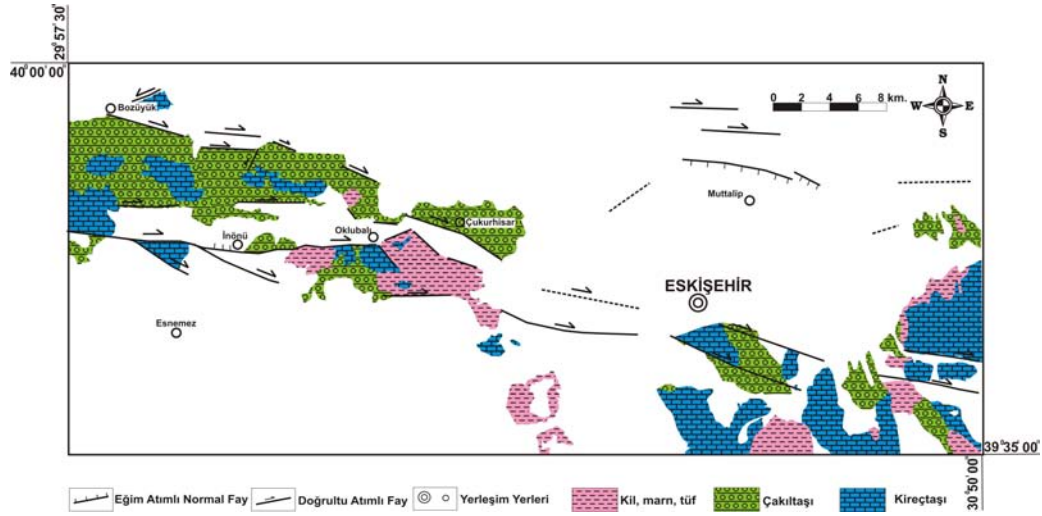 29° 57' 30"
40° 00' 00"
N
W E
S
0 2 4 6 8 km.
Bozüyük
Muttalip
Çukurhisar
İnönü
Oklubalı
ESKİŞEHİR
Esnemez
39° 35 00"
30° 50 00"
Eğim Atımlı Normal Fay
Doğrultu Atımlı Fay
Yerleşim Yerleri
Kil, marn, tüf
Çakıltaşı
Kireçtaşı